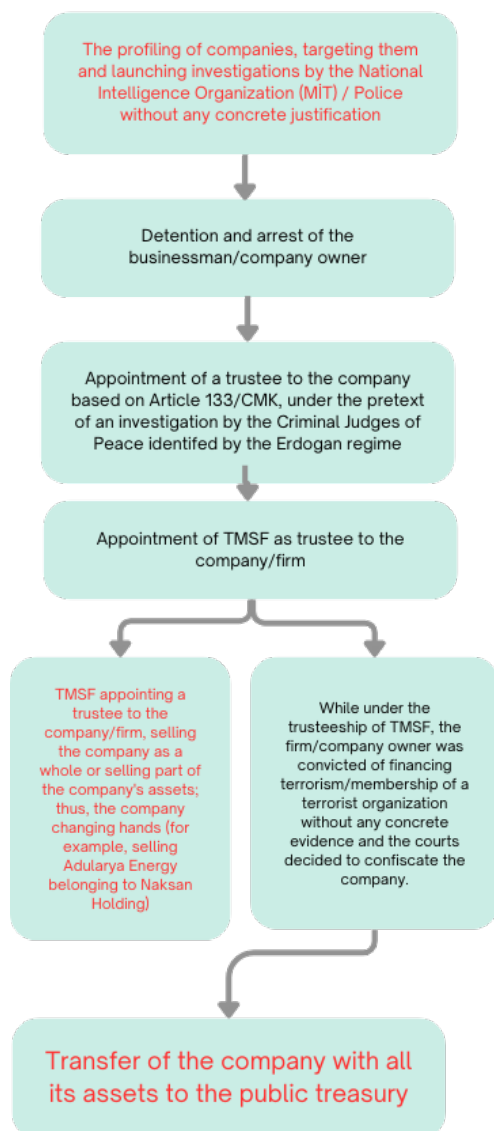 The profiling of companies, targeting them
and launching investigations by the National
Intelligence Organization (MİT) / Police
without any concrete justification
Detention and arrest of the
businessman/company owner
Appointment of a trustee to the company
based on Article 133/CMK, under the pretext
of an investigation by the Criminal Judges of
Peace identifed by the Erdogan regime
Appointment of TMSF as trustee to the
company/firm
TMSF appointing a
trustee to the
company/firm, selling
the company as a
whole or selling part of
the company's assets;
thus, the company
changing hands (for
example, selling
Adularya Energy
belonging to Naksan
Holding)
While under the
trusteeship of TMSF, the
firm/company owner was
convicted of financing
terrorism/membership of a
terrorist organization
without any concrete
evidence and the courts
decided to confiscate the
company.
Transfer of the company with all
its assets to the public treasury